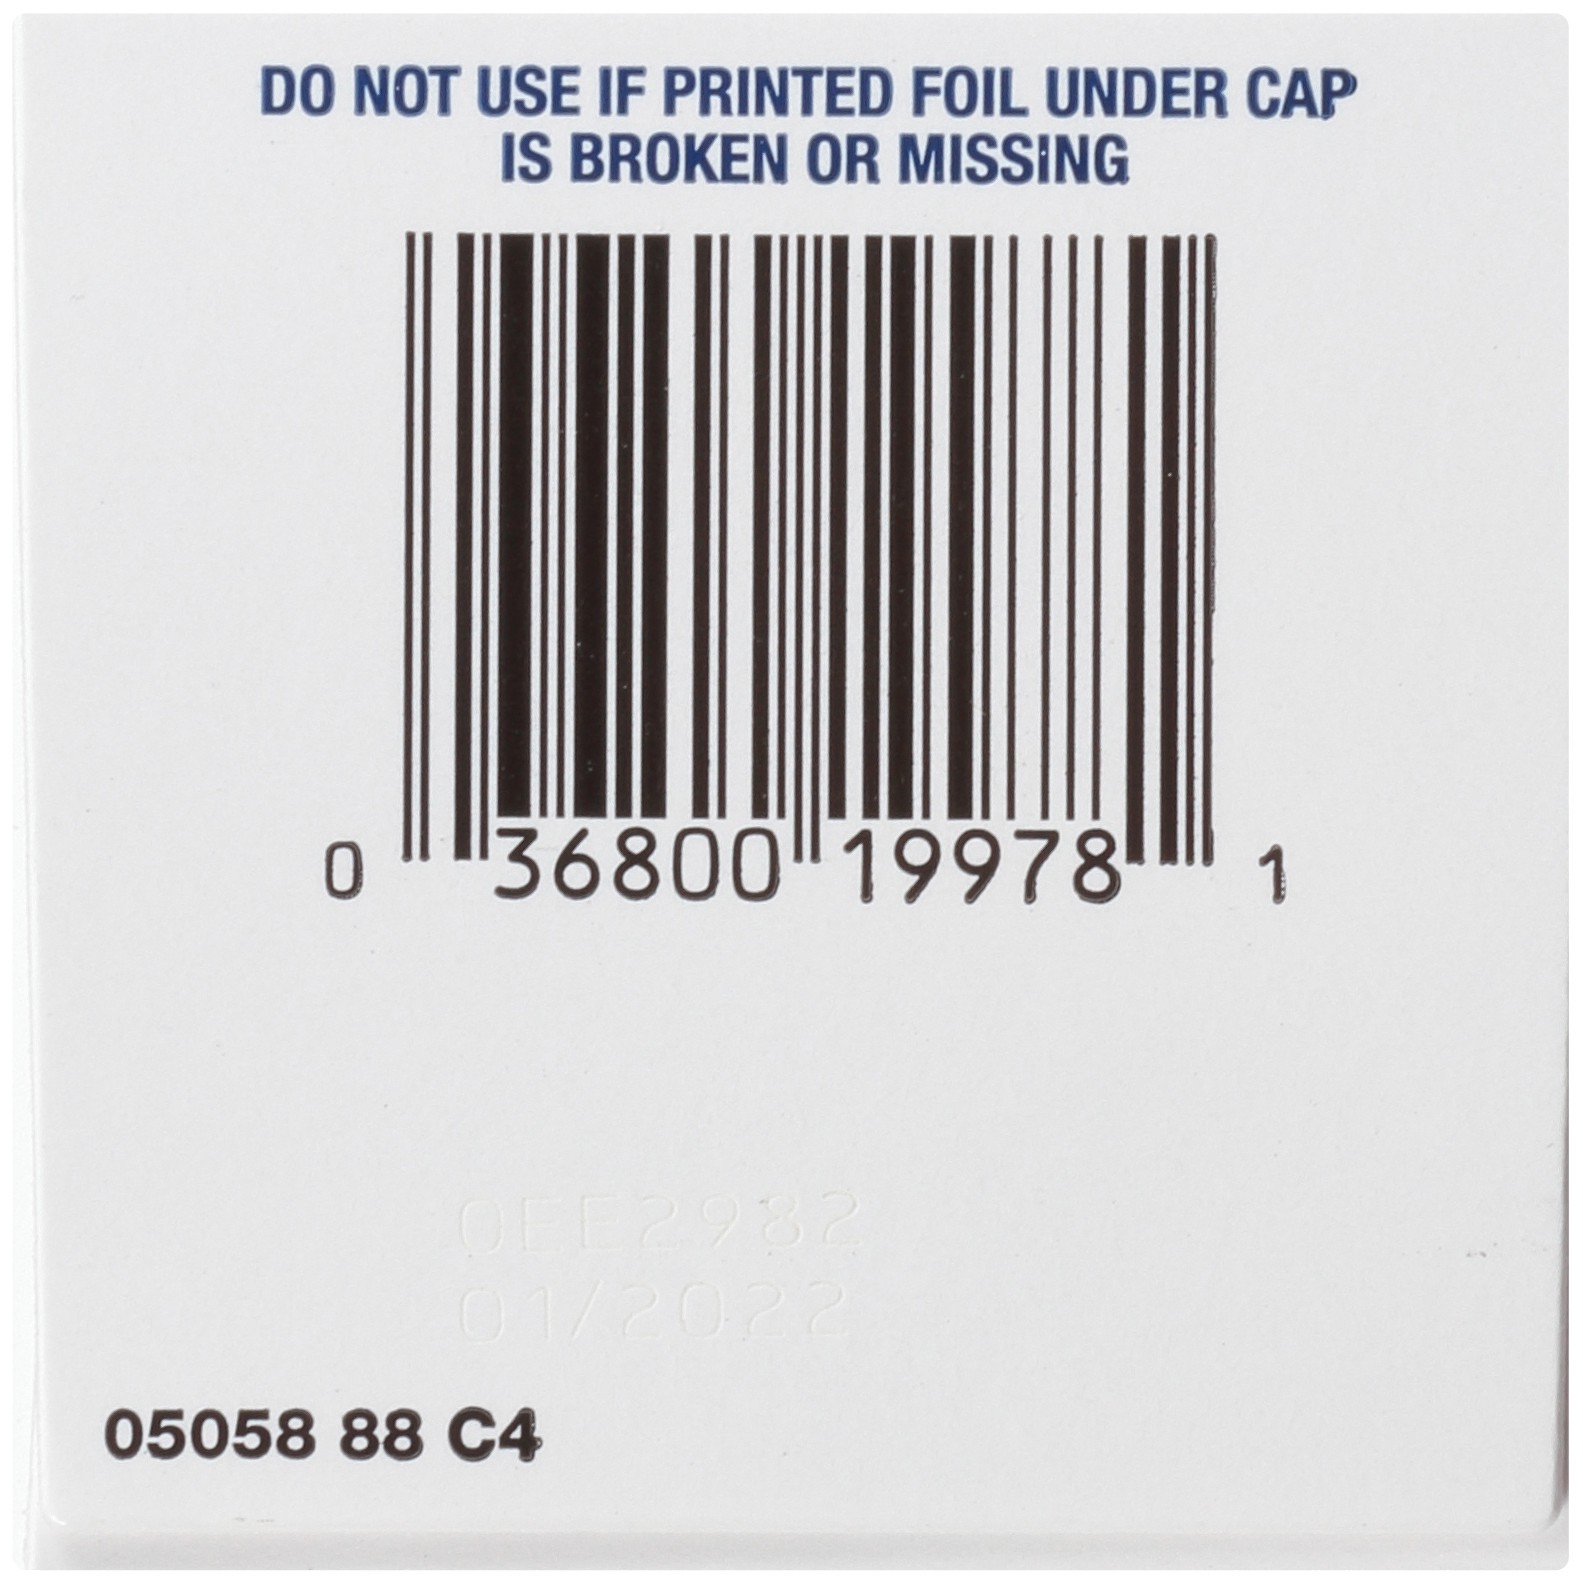 DO NOT USE IF PRINTED FOIL UNDER CAP
IS BROKEN OR MISSING
0 36800 19978 1
0EE2982
01/2022
05058 88 C4